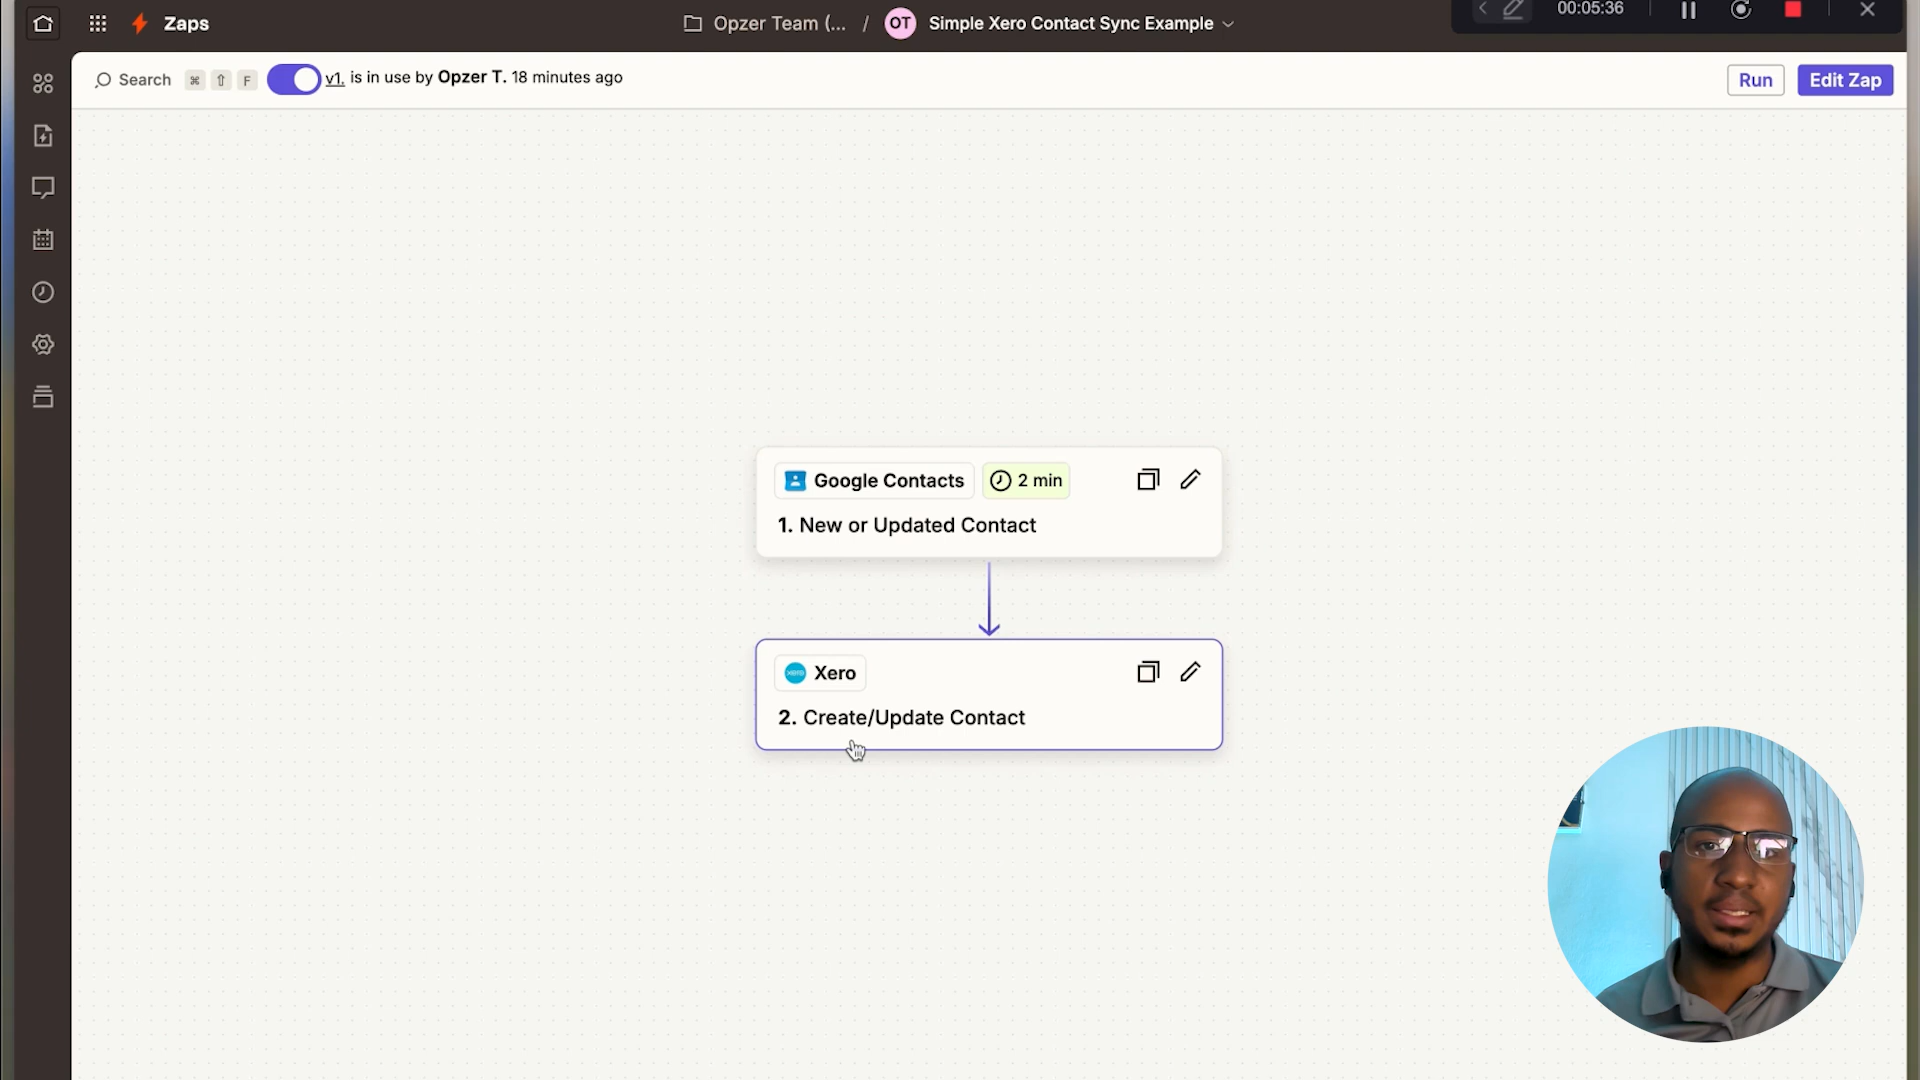 Zaps
Opzer Team (... / OT Simple Xero Contact Sync Example
00:05:36
Search ⌘ ⇧ F v1. is in use by Opzer T. 18 minutes ago
Run
Edit Zap
Google Contacts 2 min
1. New or Updated Contact
xero Xero
2. Create/Update Contact